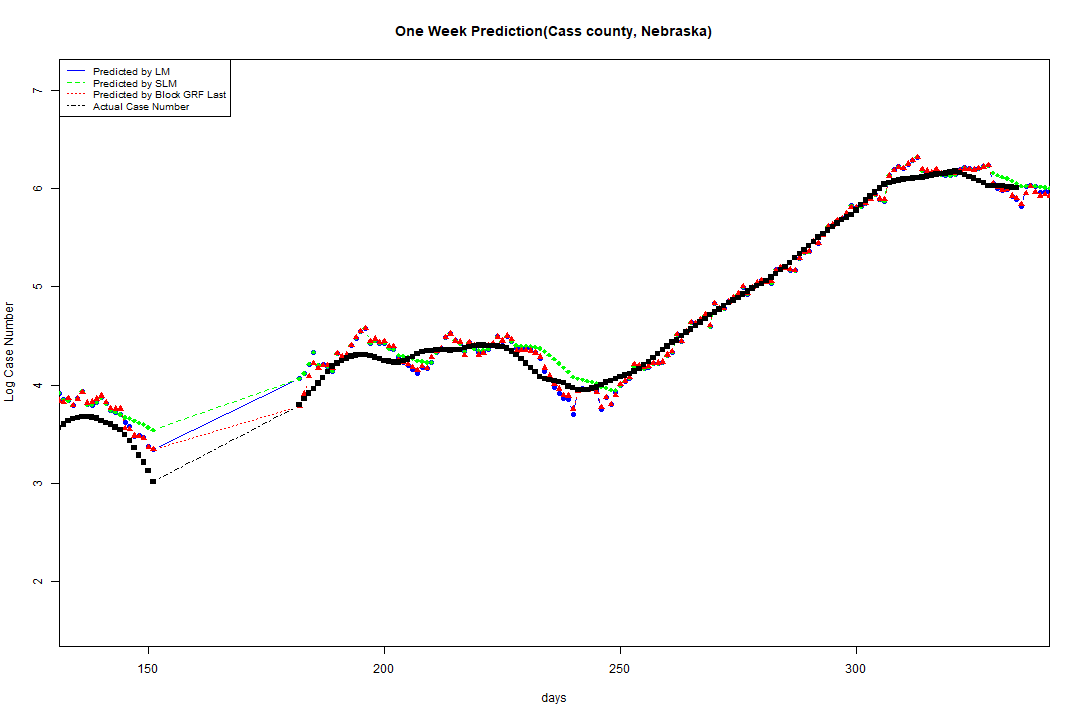 One Week Prediction(Cass county, Nebraska)
Predicted by LM
Predicted by SLM
Predicted by Block GRF Last
Actual Case Number
Log Case Number
7
6
5
4
3
2
150
200
250
300
days